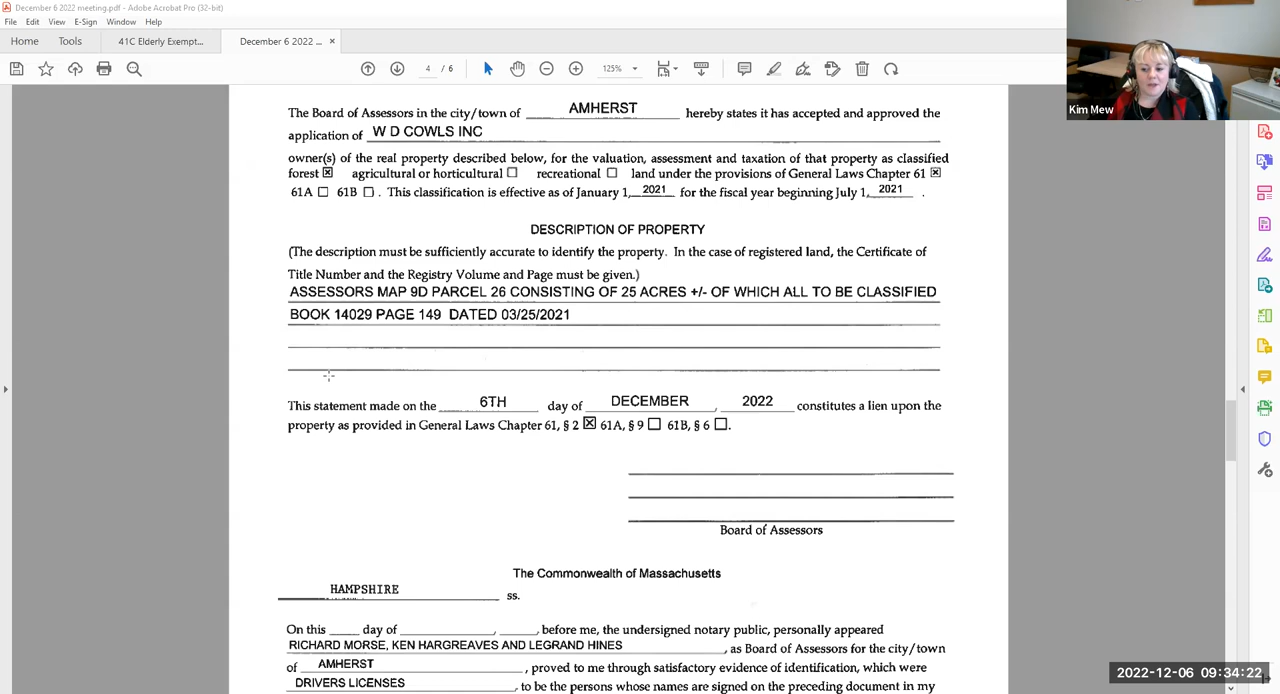 December 6 2022 meeting.pdf - Adobe Acrobat Pro (32-bit)
File Edit View E-Sign Window Help
Home Tools 41C Elderly Exempt... December 6 2022 ... ×
4 / 6 125%
Kim Mew
The Board of Assessors in the city/town of AMHERST hereby states it has accepted and approved the
application of W D COWLS INC
owner(s) of the real property described below, for the valuation, assessment and taxation of that property as classified
forest ☒ agricultural or horticultural ☐ recreational ☐ land under the provisions of General Laws Chapter 61 ☒
61A ☐ 61B ☐ . This classification is effective as of January 1, 2021 for the fiscal year beginning July 1, 2021 .
DESCRIPTION OF PROPERTY
(The description must be sufficiently accurate to identify the property. In the case of registered land, the Certificate of
Title Number and the Registry Volume and Page must be given.)
ASSESSORS MAP 9D PARCEL 26 CONSISTING OF 25 ACRES +/- OF WHICH ALL TO BE CLASSIFIED
BOOK 14029 PAGE 149 DATED 03/25/2021
This statement made on the 6TH day of DECEMBER , 2022 constitutes a lien upon the
property as provided in General Laws Chapter 61, § 2 ☒ 61A, § 9 ☐ 61B, § 6 ☐.
Board of Assessors
The Commonwealth of Massachusetts
HAMPSHIRE ss.
On this ____ day of ____________, ____, before me, the undersigned notary public, personally appeared
RICHARD MORSE, KEN HARGREAVES AND LEGRAND HINES , as Board of Assessors for the city/town
of AMHERST , proved to me through satisfactory evidence of identification, which were
DRIVERS LICENSES , to be the persons whose names are signed on the preceding document in my
2022-12-06 09:34:22